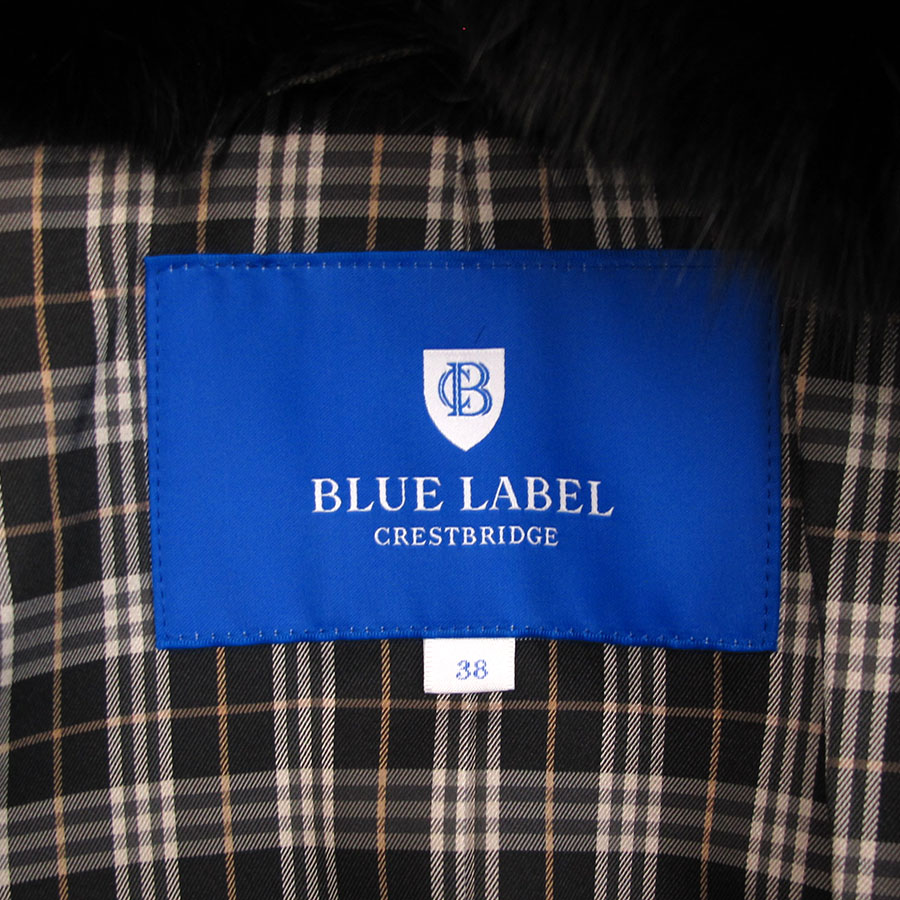 CB
BLUE LABEL
CRESTBRIDGE
38